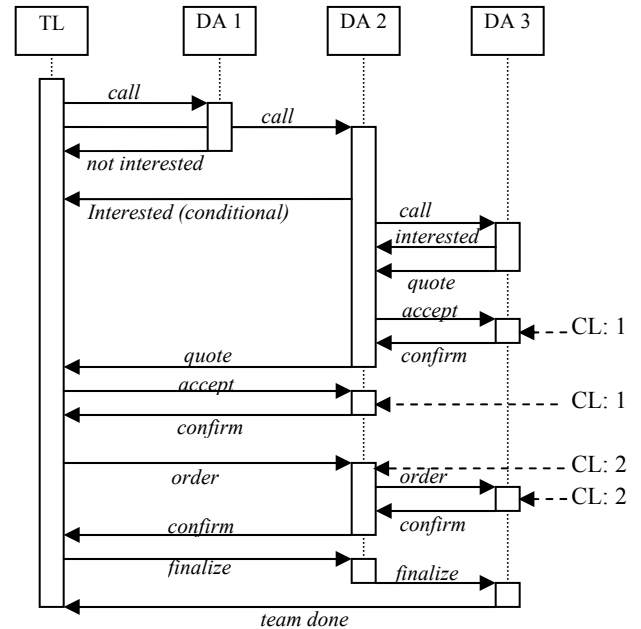 TL
DA 1
DA 2
DA 3
call
call
not interested
Interested (conditional)
call
interested
quote
accept
CL: 1
confirm
quote
accept
CL: 1
confirm
CL: 2
order
order
CL: 2
confirm
confirm
finalize
finalize
team done